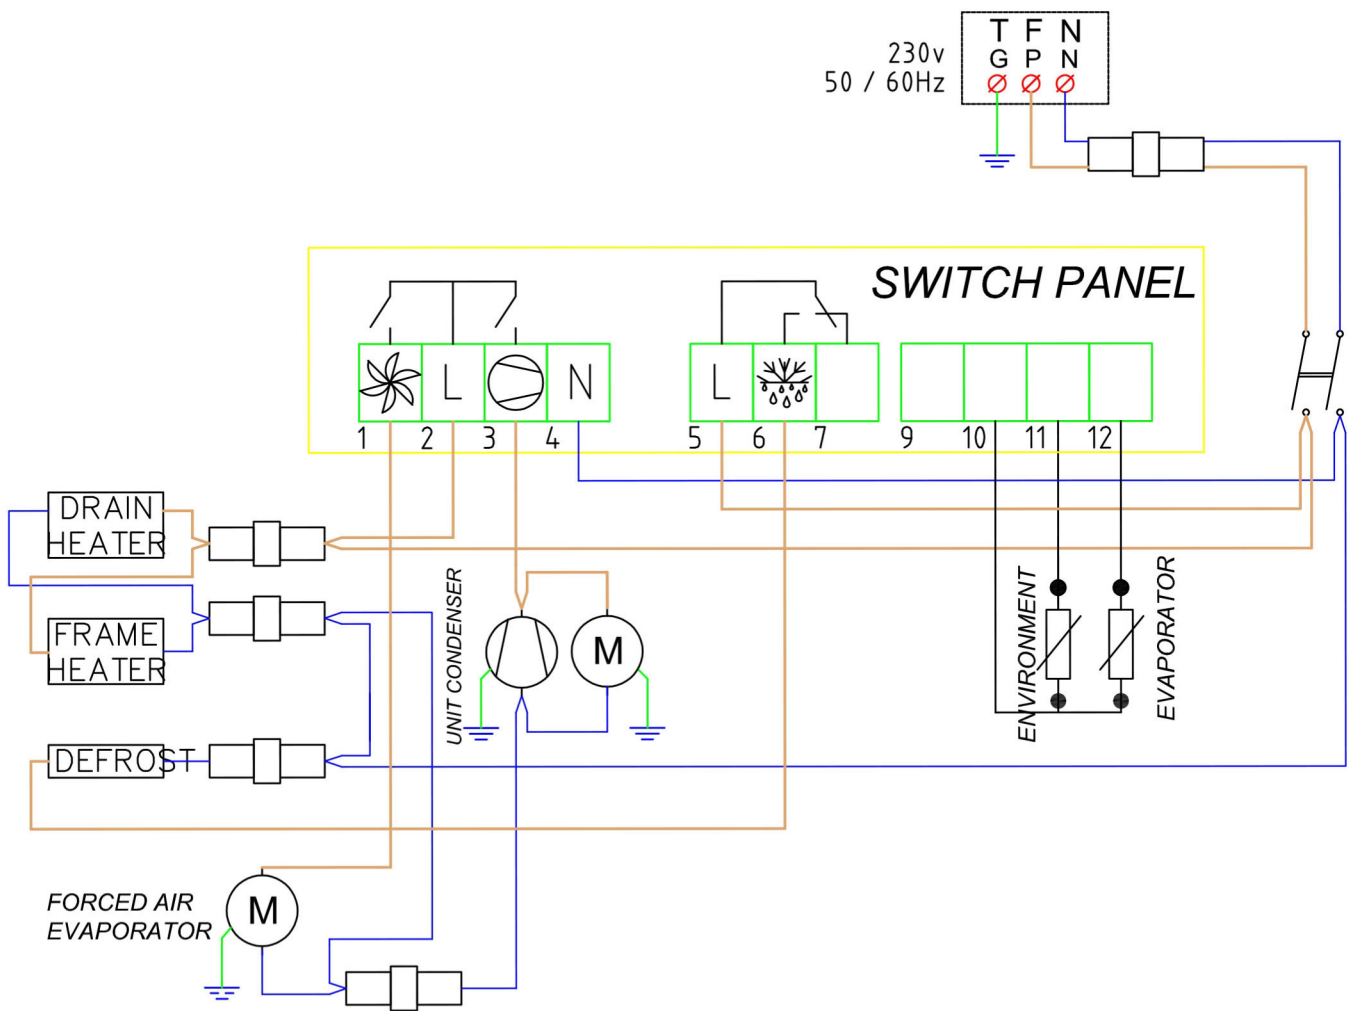 T F N
G P N
230v
50 / 60Hz
SWITCH PANEL
L N L
1 2 3 4 5 6 7 9 10 11 12
DRAIN
HEATER
FRAME
HEATER
DEFROST
UNIT CONDENSER
M
ENVIRONMENT
EVAPORATOR
FORCED AIR
EVAPORATOR
M